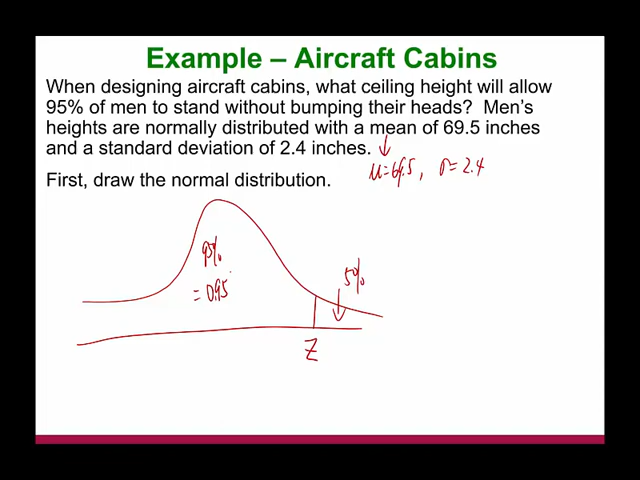 Example – Aircraft Cabins
When designing aircraft cabins, what ceiling height will allow
95% of men to stand without bumping their heads? Men's
heights are normally distributed with a mean of 69.5 inches
and a standard deviation of 2.4 inches.
μ=69.5, σ=2.4
First, draw the normal distribution.
95%
= 0.95
5%
Z